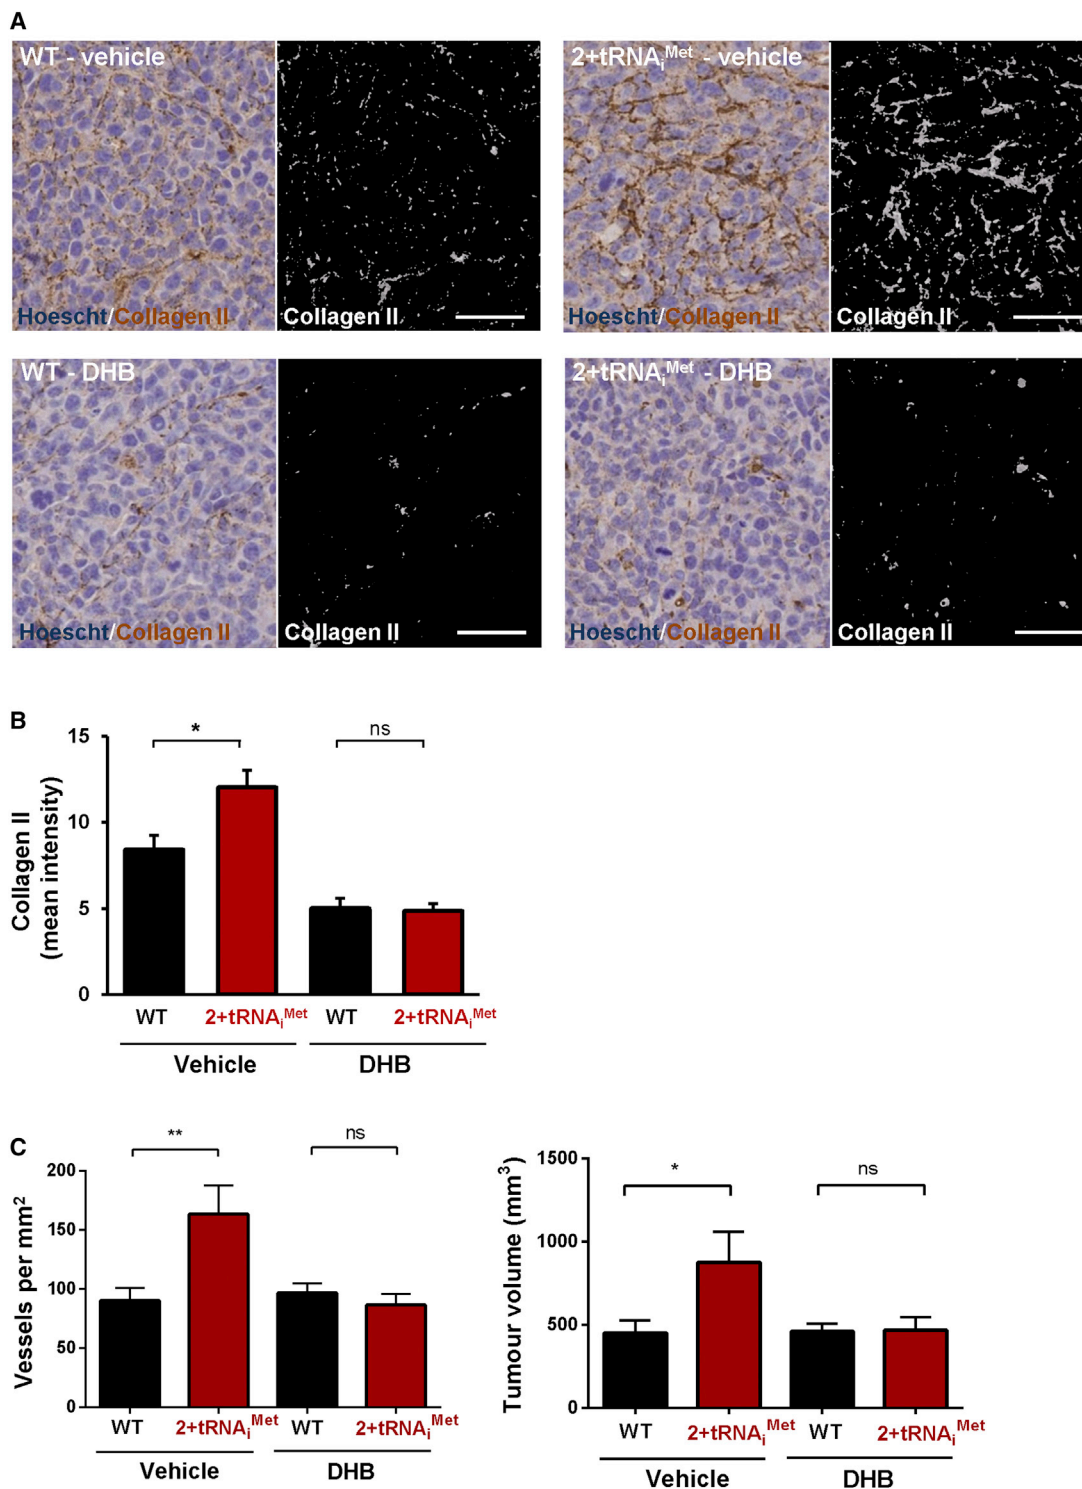 A
WT - vehicle
Hoescht/Collagen II
Collagen II
2+tRNAiMet - vehicle
Hoescht/Collagen II
Collagen II
WT - DHB
Hoescht/Collagen II
Collagen II
2+tRNAiMet - DHB
Hoescht/Collagen II
Collagen II
B
Collagen II
(mean intensity)
15
10
5
0
*
ns
WT
2+tRNAiMet
WT
2+tRNAiMet
Vehicle
DHB
C
Vessels per mm2
200
150
100
50
0
**
ns
WT
2+tRNAiMet
WT
2+tRNAiMet
Vehicle
DHB
Tumour volume (mm3)
1500
1000
500
0
*
ns
WT
2+tRNAiMet
WT
2+tRNAiMet
Vehicle
DHB